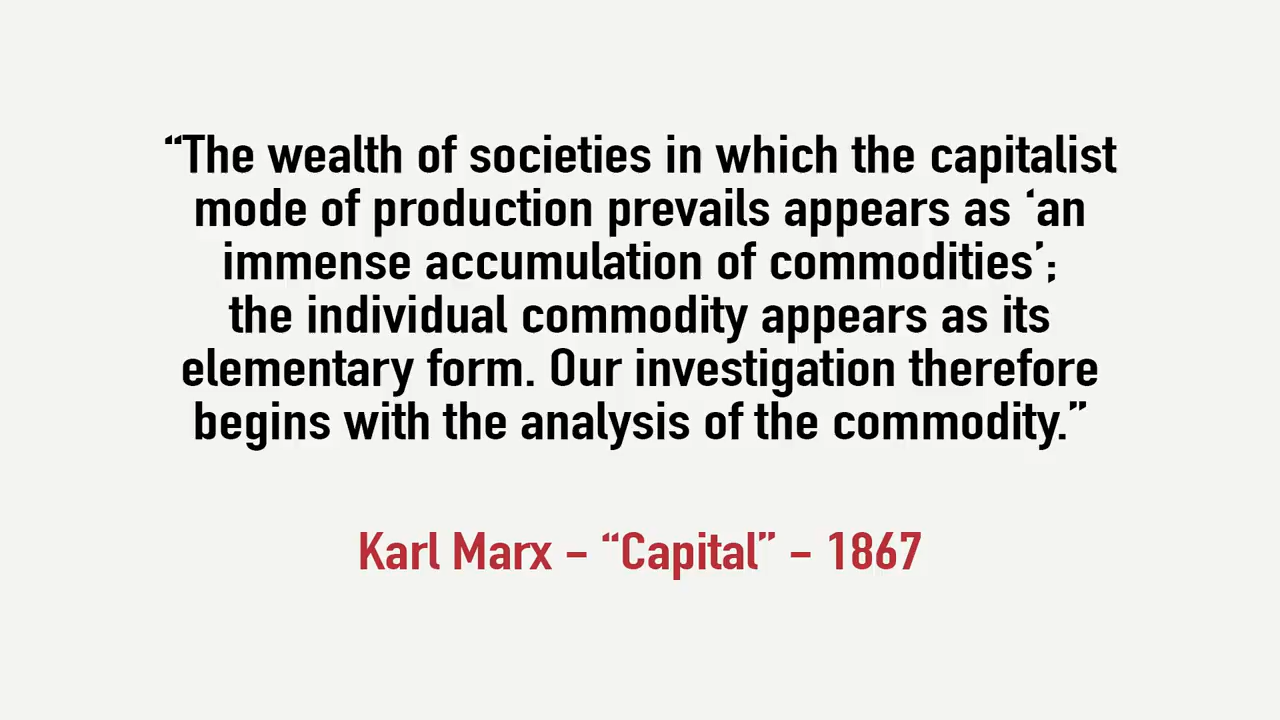 “The wealth of societies in which the capitalist
mode of production prevails appears as ‘an
immense accumulation of commodities’;
the individual commodity appears as its
elementary form. Our investigation therefore
begins with the analysis of the commodity.”
Karl Marx – “Capital” – 1867